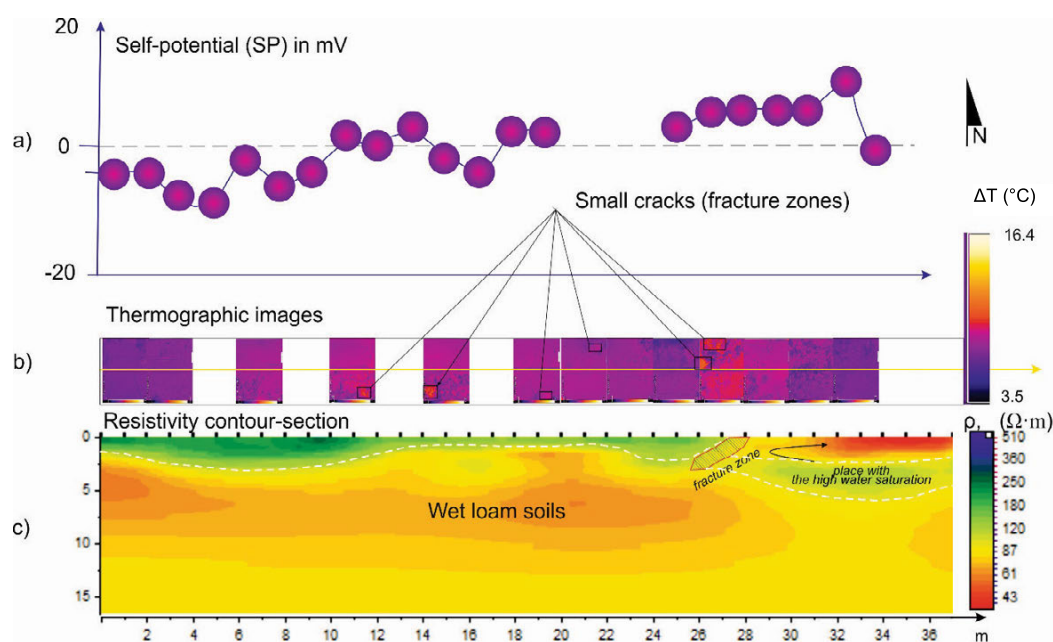 20
Self-potential (SP) in mV
a)
0
N
Small cracks (fracture zones)
ΔT (°C)
16.4
-20
Thermographic images
b)
3.5
Resistivity contour-section
ρ, (Ω·m)
0
510
360
250
180
130
87
61
43
fracture zone
place with
the high water saturation
5
Wet loam soils
c)
10
15
2 4 6 8 10 12 14 16 18 20 22 24 26 28 30 32 34 36 m